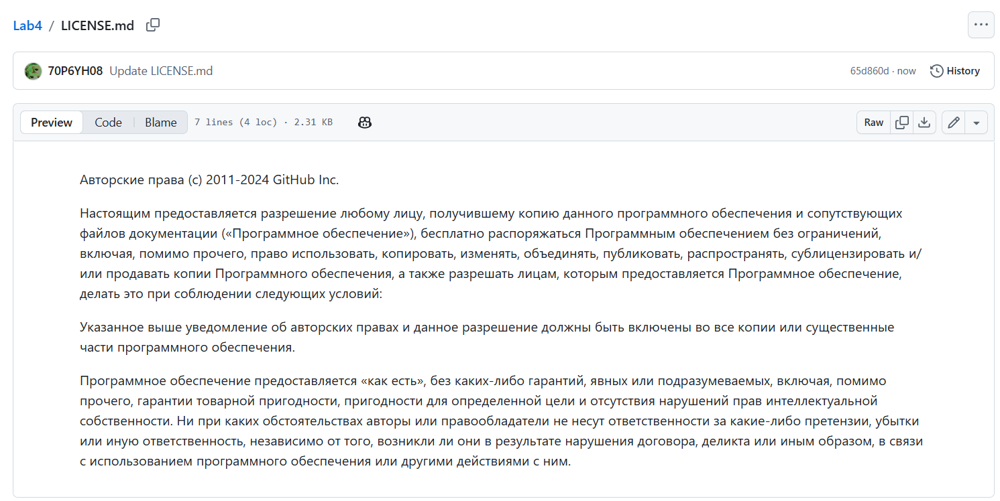 Lab4 / LICENSE.md
70P6YH08 Update LICENSE.md 65d860d · now History
Preview Code Blame 7 lines (4 loc) · 2.31 KB Raw
Авторские права (c) 2011-2024 GitHub Inc.
Настоящим предоставляется разрешение любому лицу, получившему копию данного программного обеспечения и сопутствующих
файлов документации («Программное обеспечение»), бесплатно распоряжаться Программным обеспечением без ограничений,
включая, помимо прочего, право использовать, копировать, изменять, объединять, публиковать, распространять, сублицензировать и/
или продавать копии Программного обеспечения, а также разрешать лицам, которым предоставляется Программное обеспечение,
делать это при соблюдении следующих условий:
Указанное выше уведомление об авторских правах и данное разрешение должны быть включены во все копии или существенные
части программного обеспечения.
Программное обеспечение предоставляется «как есть», без каких-либо гарантий, явных или подразумеваемых, включая, помимо
прочего, гарантии товарной пригодности, пригодности для определенной цели и отсутствия нарушений прав интеллектуальной
собственности. Ни при каких обстоятельствах авторы или правообладатели не несут ответственности за какие-либо претензии, убытки
или иную ответственность, независимо от того, возникли ли они в результате нарушения договора, деликта или иным образом, в связи
с использованием программного обеспечения или другими действиями с ним.